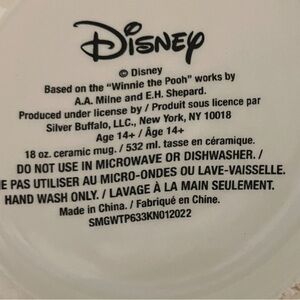 Disney
© Disney
Based on the "Winnie the Pooh" works by
A.A. Milne and E.H. Shepard.
Produced under license by / Produit sous licence par
Silver Buffalo, LLC., New York, NY 10018
Age 14+ / Âge 14+
18 oz. ceramic mug. / 532 ml. tasse en céramique.
DO NOT USE IN MICROWAVE OR DISHWASHER. /
NE PAS UTILISER AU MICRO-ONDES OU LAVE-VAISSELLE.
HAND WASH ONLY. / LAVAGE À LA MAIN SEULEMENT.
Made in China. / Fabriqué en Chine.
SMGWTP633KN012022